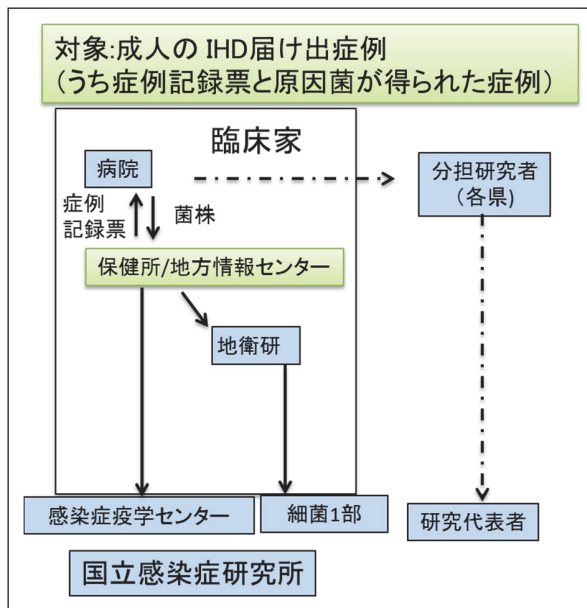 対象:成人の IHD届け出症例
(うち症例記録票と原因菌が得られた症例)
臨床家
病院
分担研究者
(各県)
症例
記録票
菌株
保健所/地方情報センター
地衛研
感染症疫学センター
細菌1部
研究代表者
国立感染症研究所